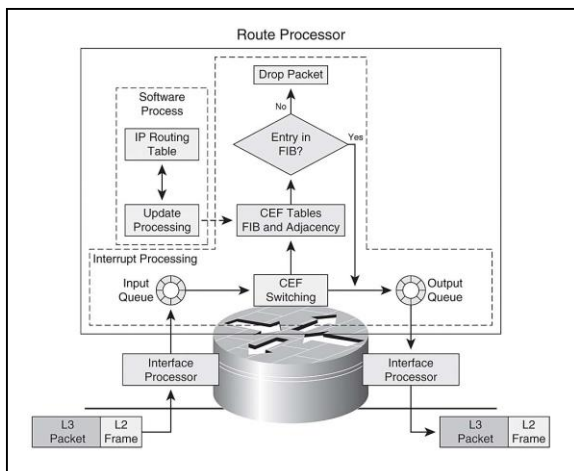 Route Processor
Drop Packet
No
Yes
Entry in
FIB?
Software
Process
IP Routing
Table
Update
Processing
CEF Tables
FIB and Adjacency
Interrupt Processing
Input
Queue
CEF
Switching
Output
Queue
Interface
Processor
Interface
Processor
L3
Packet
L2
Frame
L3
Packet
L2
Frame